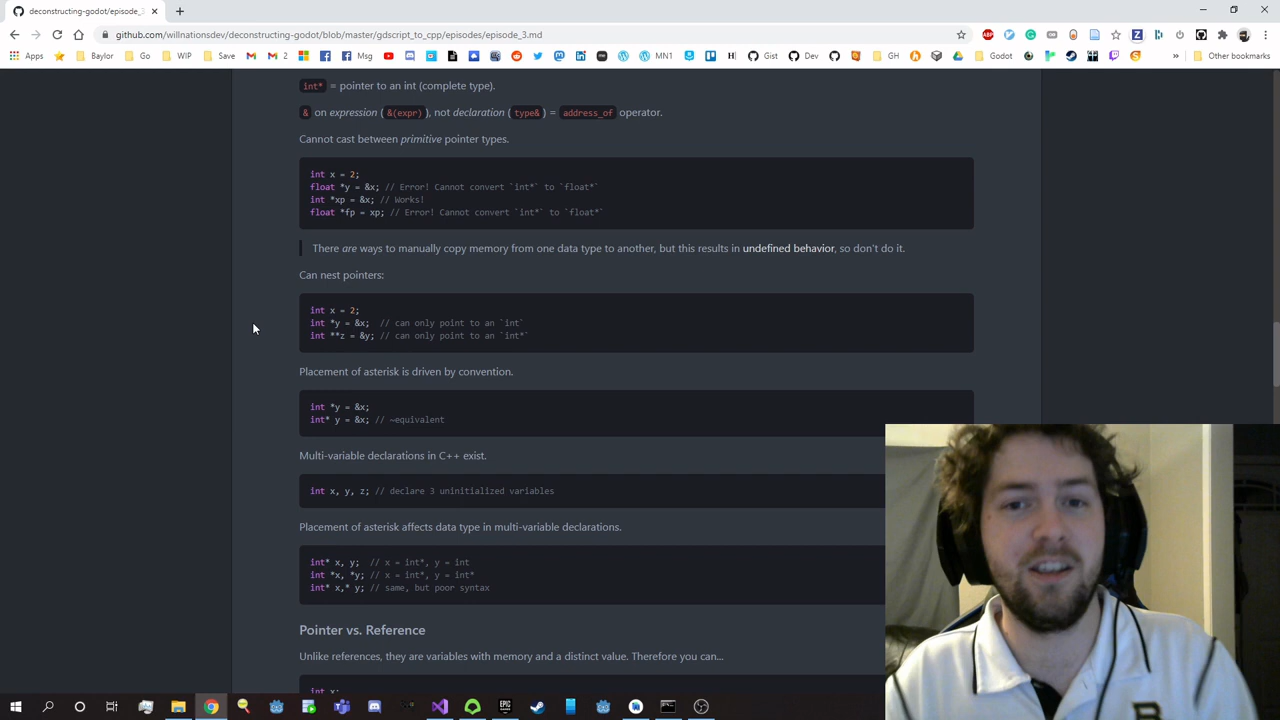 deconstructing-godot/episode_3
github.com/willnationsdev/deconstructing-godot/blob/master/gdscript_to_cpp/episodes/episode_3.md
Apps Baylor WIP Save M 2 Go Save Msg MN1 H Gist Dev GH Godot » Other bookmarks
int* = pointer to an int (complete type).
& on expression ( &(expr) ), not declaration ( type& ) = address_of operator.
Cannot cast between primitive pointer types.
int x = 2;
float *y = &x; // Error! Cannot convert `int*` to `float*`
int *xp = &x; // Works!
float *fp = xp; // Error! Cannot convert `int*` to `float*`
There are ways to manually copy memory from one data type to another, but this results in undefined behavior, so don't do it.
Can nest pointers:
int x = 2;
int *y = &x;  // can only point to an `int`
int **z = &y; // can only point to an `int*`
Placement of asterisk is driven by convention.
int *y = &x;
int* y = &x; // ~equivalent
Multi-variable declarations in C++ exist.
int x, y, z; // declare 3 uninitialized variables
Placement of asterisk affects data type in multi-variable declarations.
int* x, y;  // x = int*, y = int
int *x, *y; // x = int*, y = int*
int* x,* y; // same, but poor syntax
Pointer vs. Reference
Unlike references, they are variables with memory and a distinct value. Therefore you can...
int x;